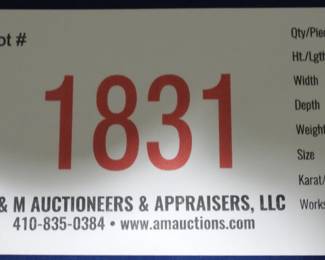 ot #
1831
& M AUCTIONEERS & APPRAISERS, LLC
410-835-0384 • www.amauctions.com
Qty/Pie
Ht./Lgth
Width
Depth
Weight
Size
Karat/
Works